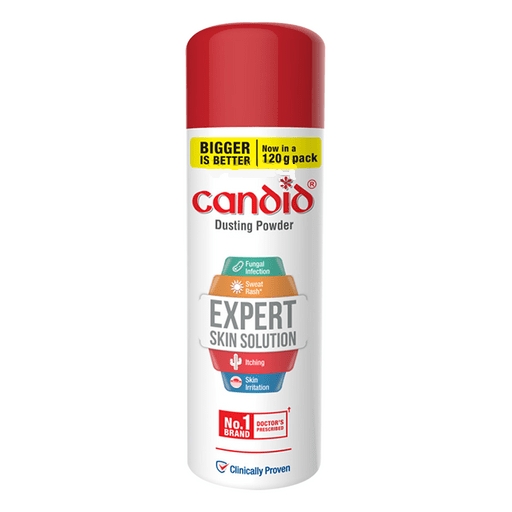 BIGGER
IS BETTER
Now in a
120g pack
candid®
Dusting Powder
Fungal
Infection
Sweat
Rash*
EXPERT
SKIN SOLUTION
Itching
Skin
Irritation
No.1
BRAND
DOCTOR'S
PRESCRIBED†
Clinically Proven